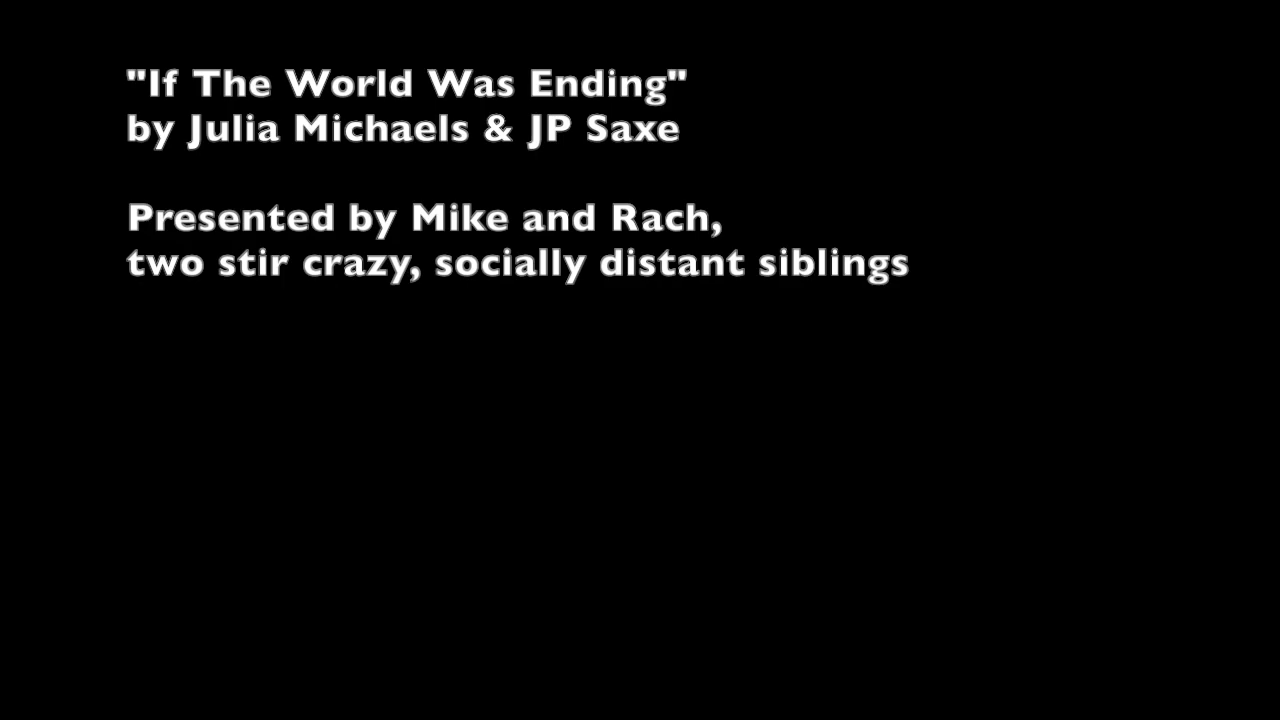 "If The World Was Ending"
by Julia Michaels & JP Saxe
Presented by Mike and Rach,
two stir crazy, socially distant siblings